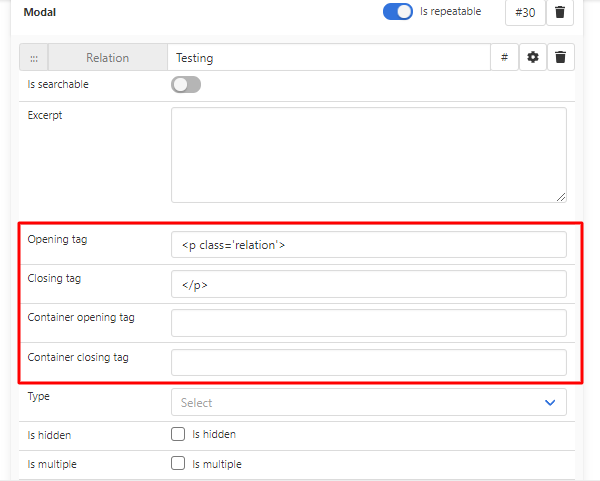 Modal Is repeatable #30
::: Relation Testing #
Is searchable
Excerpt
Opening tag <p class='relation'>
Closing tag </p>
Container opening tag
Container closing tag
Type Select
Is hidden Is hidden
Is multiple Is multiple